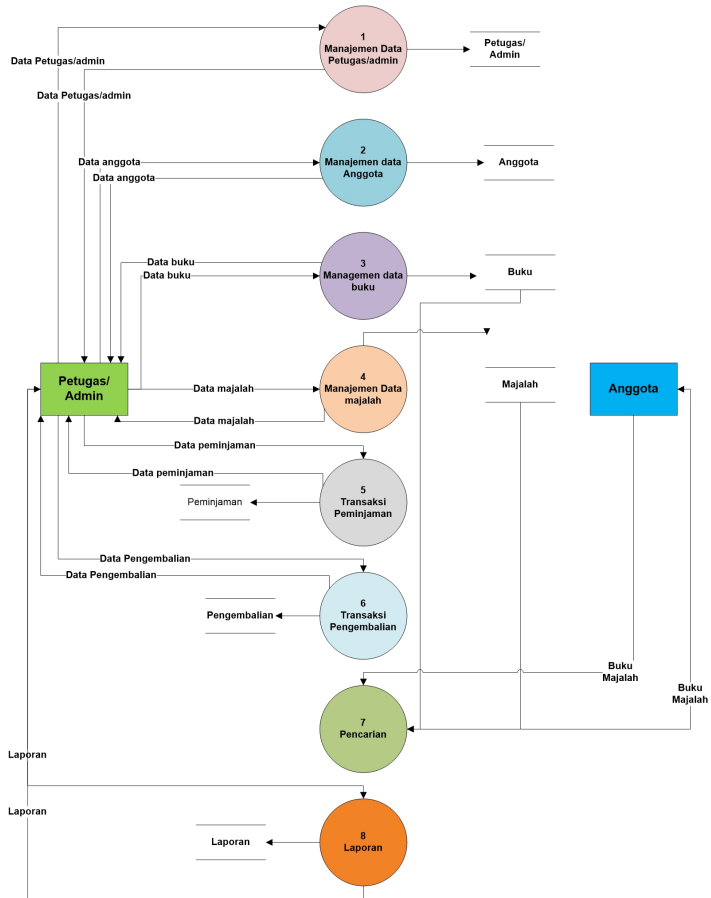 1
Manajemen Data
Petugas/admin
Petugas/
Admin
Data Petugas/admin
Data Petugas/admin
2
Manajemen data
Anggota
Anggota
Data anggota
Data anggota
3
Managemen data
buku
Buku
Data buku
Data buku
Petugas/
Admin
Data majalah
4
Manajemen Data
majalah
Majalah
Anggota
Data majalah
Data peminjaman
Data peminjaman
5
Transaksi
Peminjaman
Peminjaman
Data Pengembalian
Data Pengembalian
6
Transaksi
Pengembalian
Pengembalian
Buku
Majalah
Buku
Majalah
7
Pencarian
Laporan
Laporan
8
Laporan
Laporan